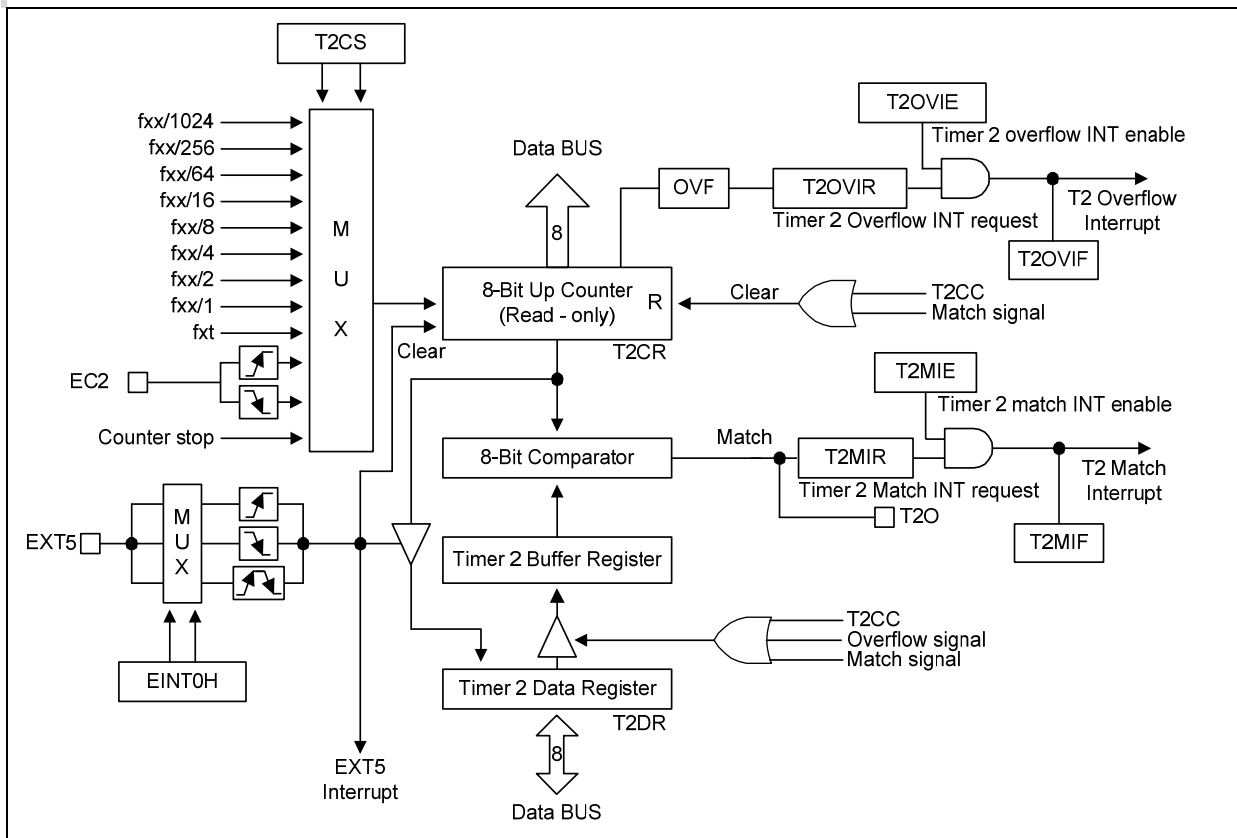 T2CS
fxx/1024
fxx/256
fxx/64
fxx/16
fxx/8
fxx/4
fxx/2
fxx/1
fxt
EC2
Counter stop
M
U
X
Data BUS
8
8-Bit Up Counter
(Read - only)
R
T2CR
Clear
OVF
T2OVIR
Timer 2 Overflow INT request
T2OVIE
Timer 2 overflow INT enable
T2 Overflow
Interrupt
T2OVIF
Clear
T2CC
Match signal
8-Bit Comparator
Match
T2MIR
Timer 2 Match INT request
T2MIE
Timer 2 match INT enable
T2 Match
Interrupt
T2MIF
T2O
EXT5
M
U
X
EINT0H
EXT5
Interrupt
Timer 2 Buffer Register
T2CC
Overflow signal
Match signal
Timer 2 Data Register
T2DR
8
Data BUS